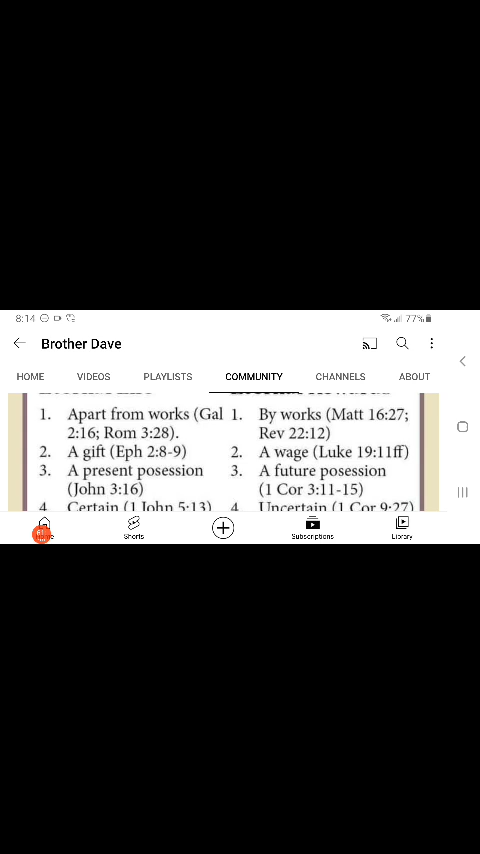 8:14
77%
Brother Dave
HOME VIDEOS PLAYLISTS COMMUNITY CHANNELS ABOUT
1. Apart from works (Gal
2:16; Rom 3:28).
2. A gift (Eph 2:8-9)
3. A present posession
(John 3:16)
4. Certain (1 John 5:13)
1. By works (Matt 16:27;
Rev 22:12)
2. A wage (Luke 19:11ff)
3. A future posession
(1 Cor 3:11-15)
4. Uncertain (1 Cor 9:27)
Shorts
Subscriptions
Library